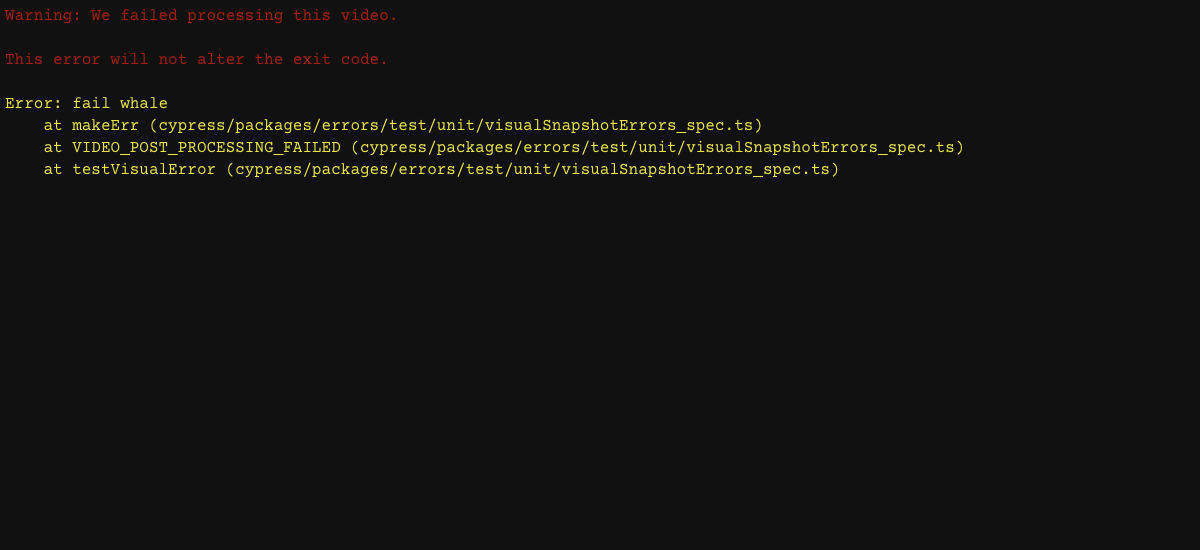 Warning: We failed processing this video.
This error will not alter the exit code.
Error: fail whale
    at makeErr (cypress/packages/errors/test/unit/visualSnapshotErrors_spec.ts)
    at VIDEO_POST_PROCESSING_FAILED (cypress/packages/errors/test/unit/visualSnapshotErrors_spec.ts)
    at testVisualError (cypress/packages/errors/test/unit/visualSnapshotErrors_spec.ts)